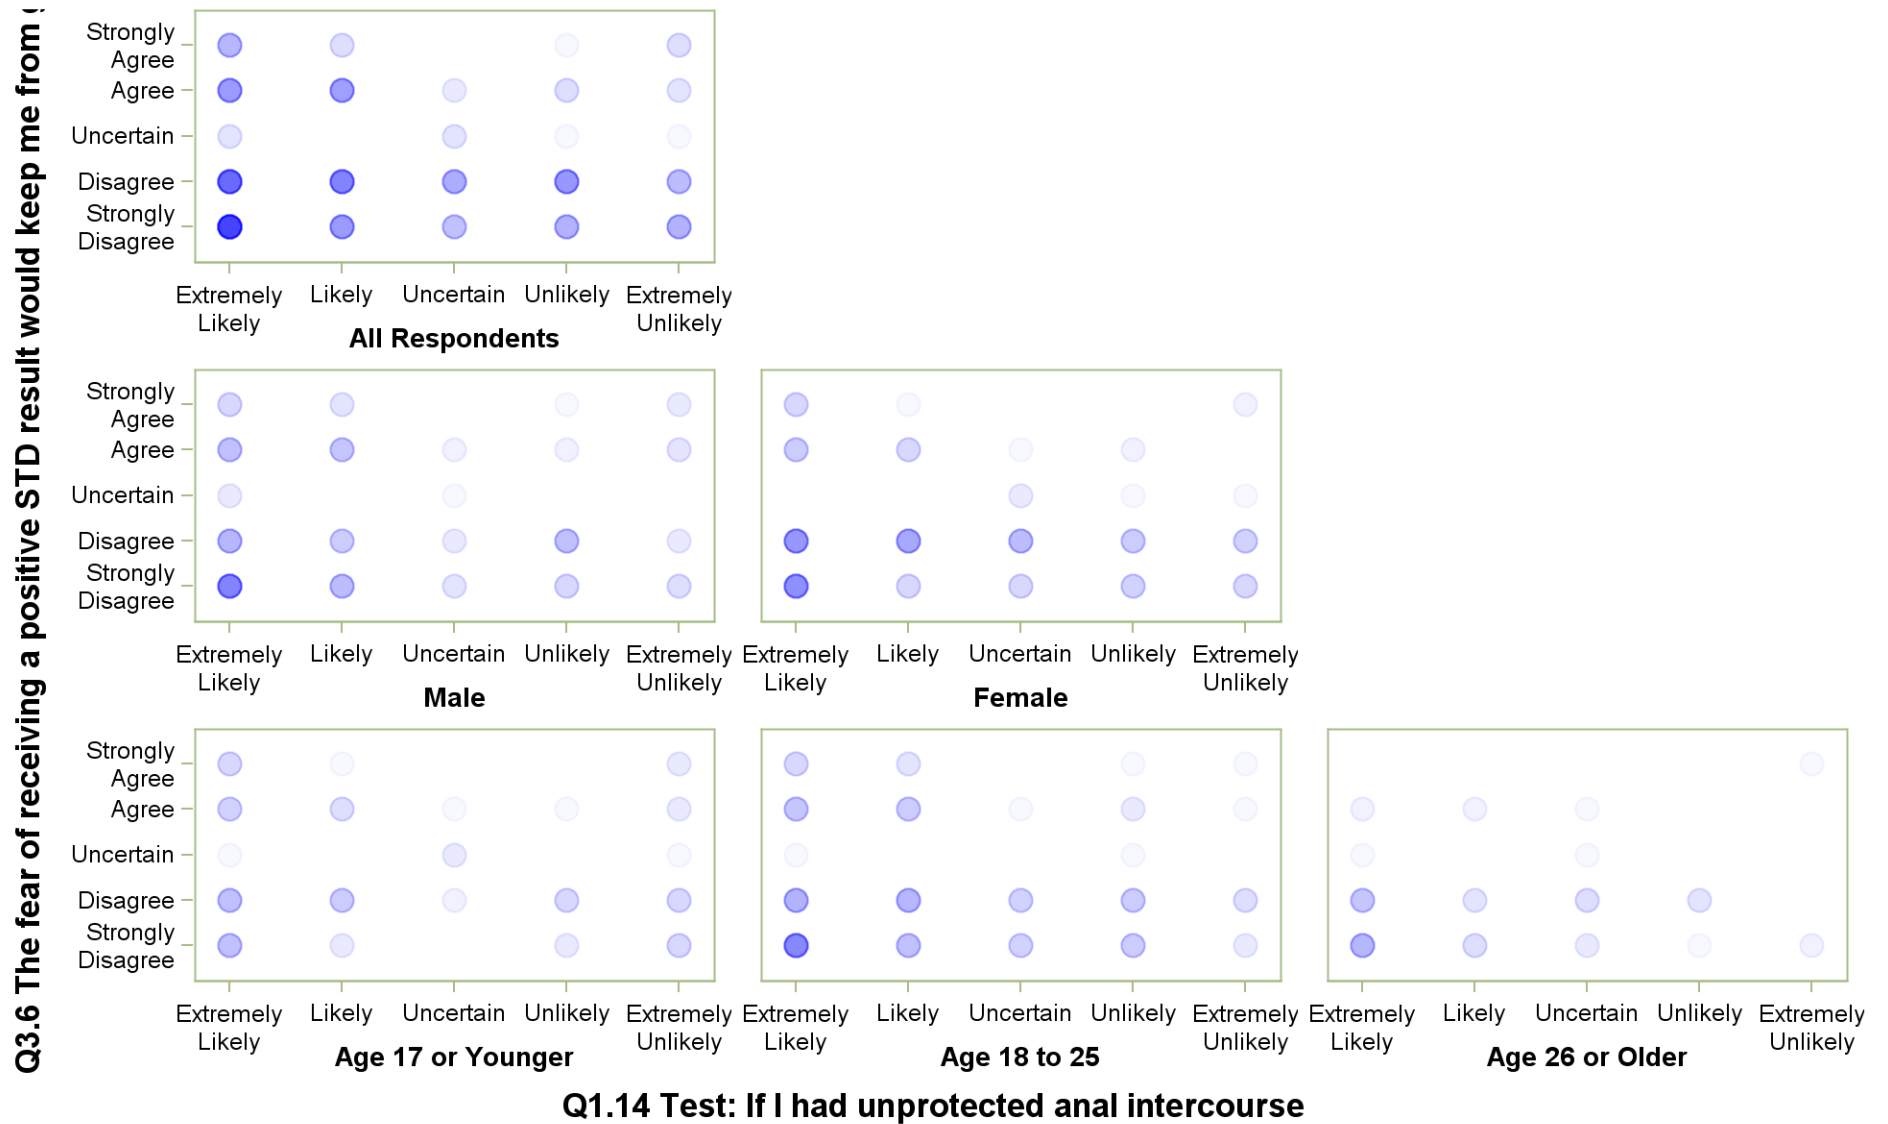 Q3.6 The fear of receiving a positive STD result would keep me from
Strongly
Agree
Agree
Uncertain
Disagree
Strongly
Disagree
Extremely
Likely
Likely
Uncertain
Unlikely
Extremely
Unlikely
All Respondents
Strongly
Agree
Agree
Uncertain
Disagree
Strongly
Disagree
Extremely
Likely
Likely
Uncertain
Unlikely
Extremely
Unlikely
Male
Extremely
Likely
Likely
Uncertain
Unlikely
Extremely
Unlikely
Female
Strongly
Agree
Agree
Uncertain
Disagree
Strongly
Disagree
Extremely
Likely
Likely
Uncertain
Unlikely
Extremely
Unlikely
Age 17 or Younger
Extremely
Likely
Likely
Uncertain
Unlikely
Extremely
Unlikely
Age 18 to 25
Extremely
Likely
Likely
Uncertain
Unlikely
Extremely
Unlikely
Age 26 or Older
Q1.14 Test: If I had unprotected anal intercourse